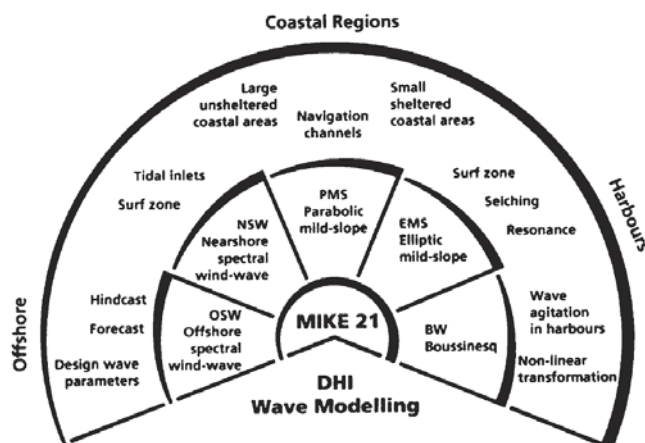 Coastal Regions
Large
unsheltered
coastal areas
Navigation
channels
Small
sheltered
coastal areas
Tidal inlets
Surf zone
Surf zone
Seiching
Resonance
Harbours
Offshore
NSW
Nearshore
spectral
wind-wave
PMS
Parabolic
mild-slope
EMS
Elliptic
mild-slope
Hindcast
Forecast
Design wave
parameters
OSW
Offshore
spectral
wind-wave
MIKE 21
BW
Boussinesq
Wave
agitation
in harbours
Non-linear
transformation
DHI
Wave Modelling